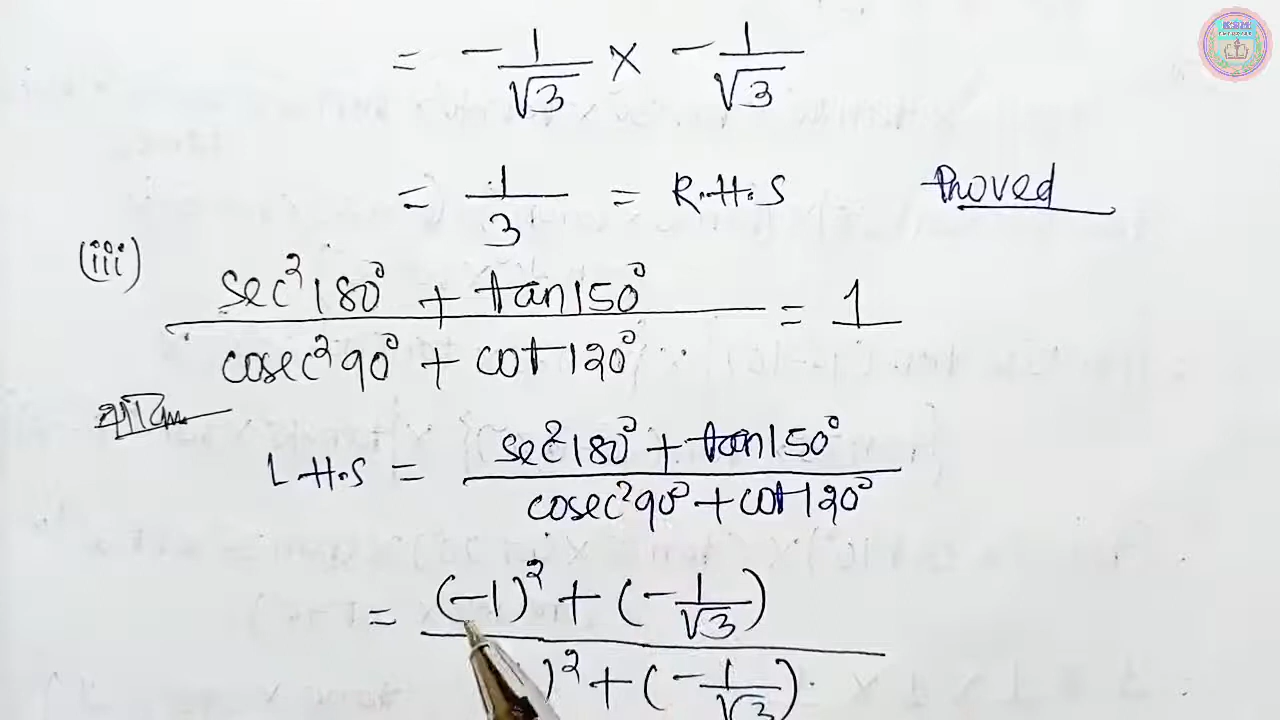 = -1/√3 × -1/√3
= 1/3 = R.H.S Proved
(iii) sec²180° + tan150° / cosec²90° + cot120° = 1
L.H.S = sec²180° + tan150° / cosec²90° + cot120°
= (-1)² + (-1/√3) / )² + (-1/√3)